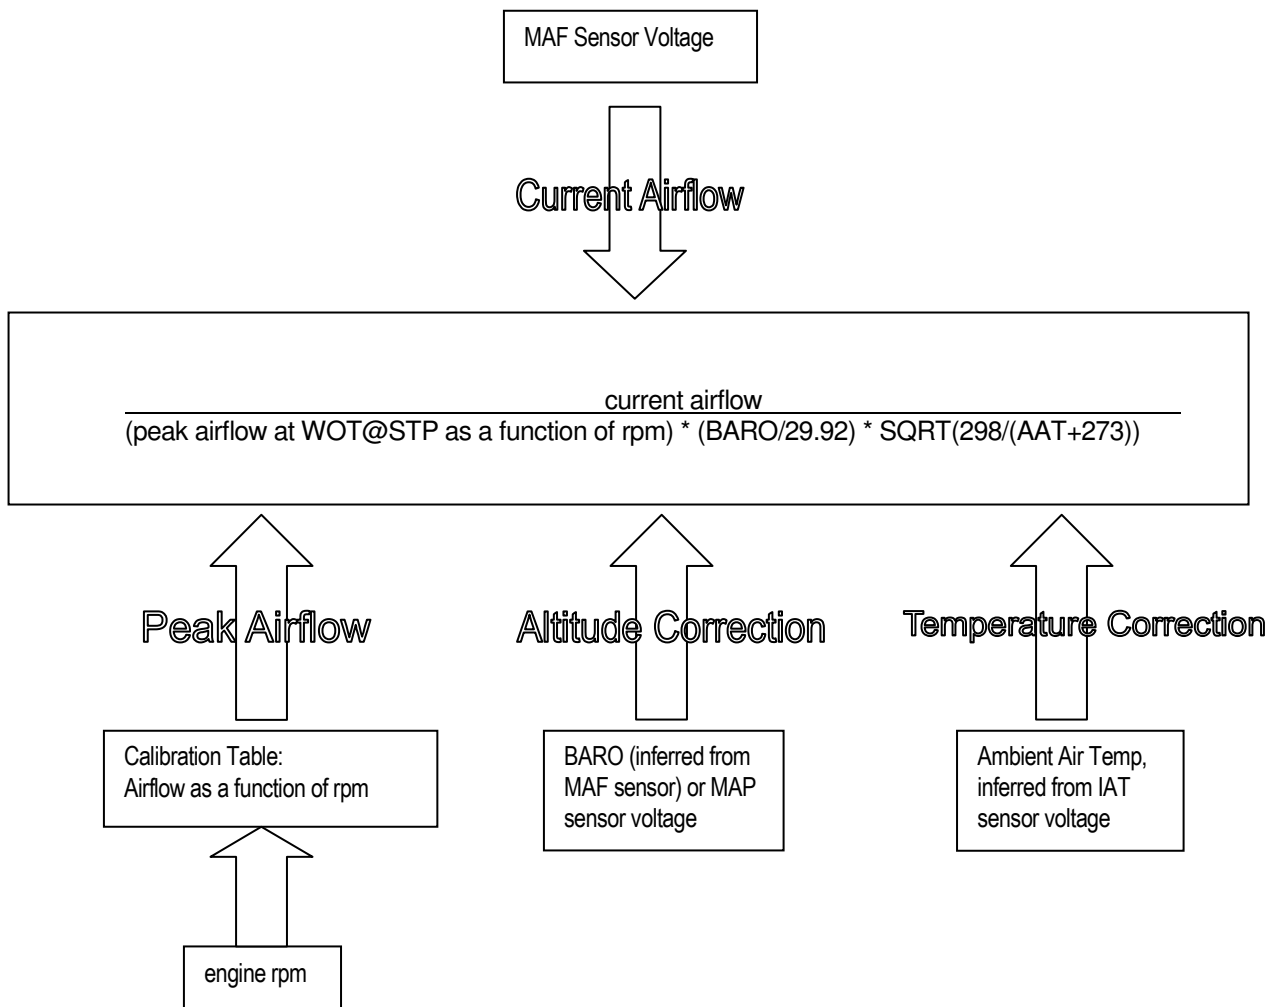 MAF Sensor Voltage
Current Airflow
current airflow
(peak airflow at WOT@STP as a function of rpm) * (BARO/29.92) * SQRT(298/(AAT+273))
Peak Airflow
Altitude Correction
Temperature Correction
Calibration Table:
Airflow as a function of rpm
BARO (inferred from
MAF sensor) or MAP
sensor voltage
Ambient Air Temp,
inferred from IAT
sensor voltage
engine rpm